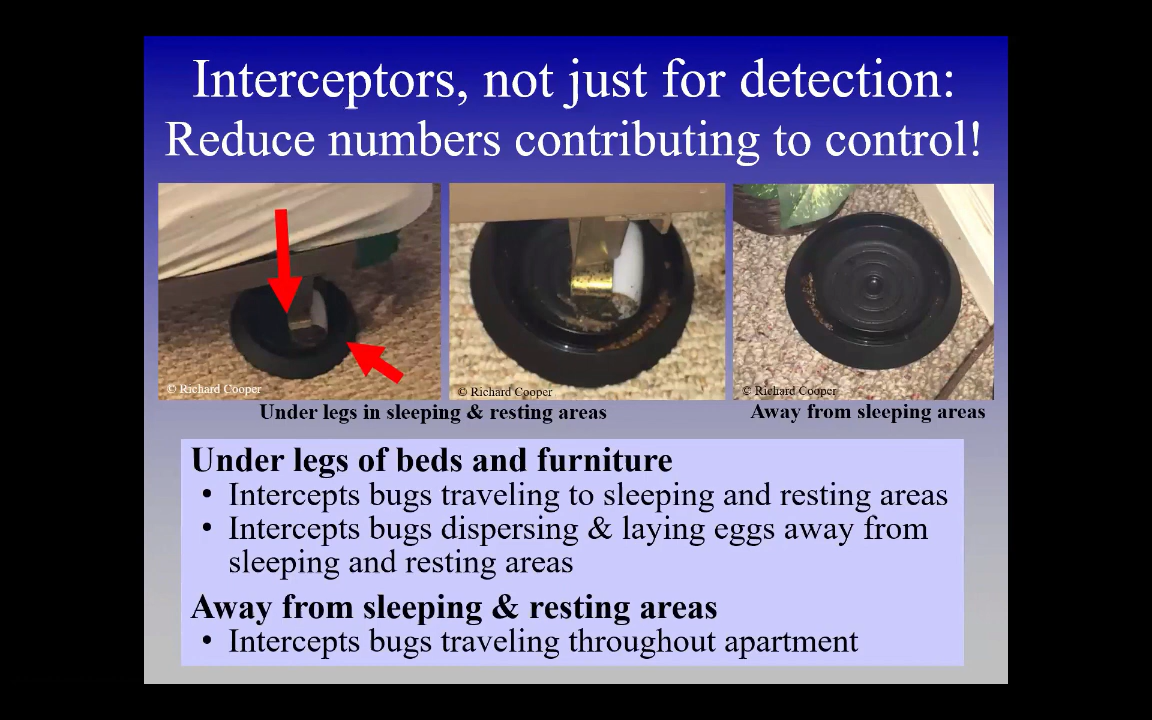 Interceptors, not just for detection:
Reduce numbers contributing to control!
© Richard Cooper
© Richard Cooper
© Richard Cooper
Under legs in sleeping & resting areas
Away from sleeping areas
Under legs of beds and furniture
• Intercepts bugs traveling to sleeping and resting areas
• Intercepts bugs dispersing & laying eggs away from
sleeping and resting areas
Away from sleeping & resting areas
• Intercepts bugs traveling throughout apartment